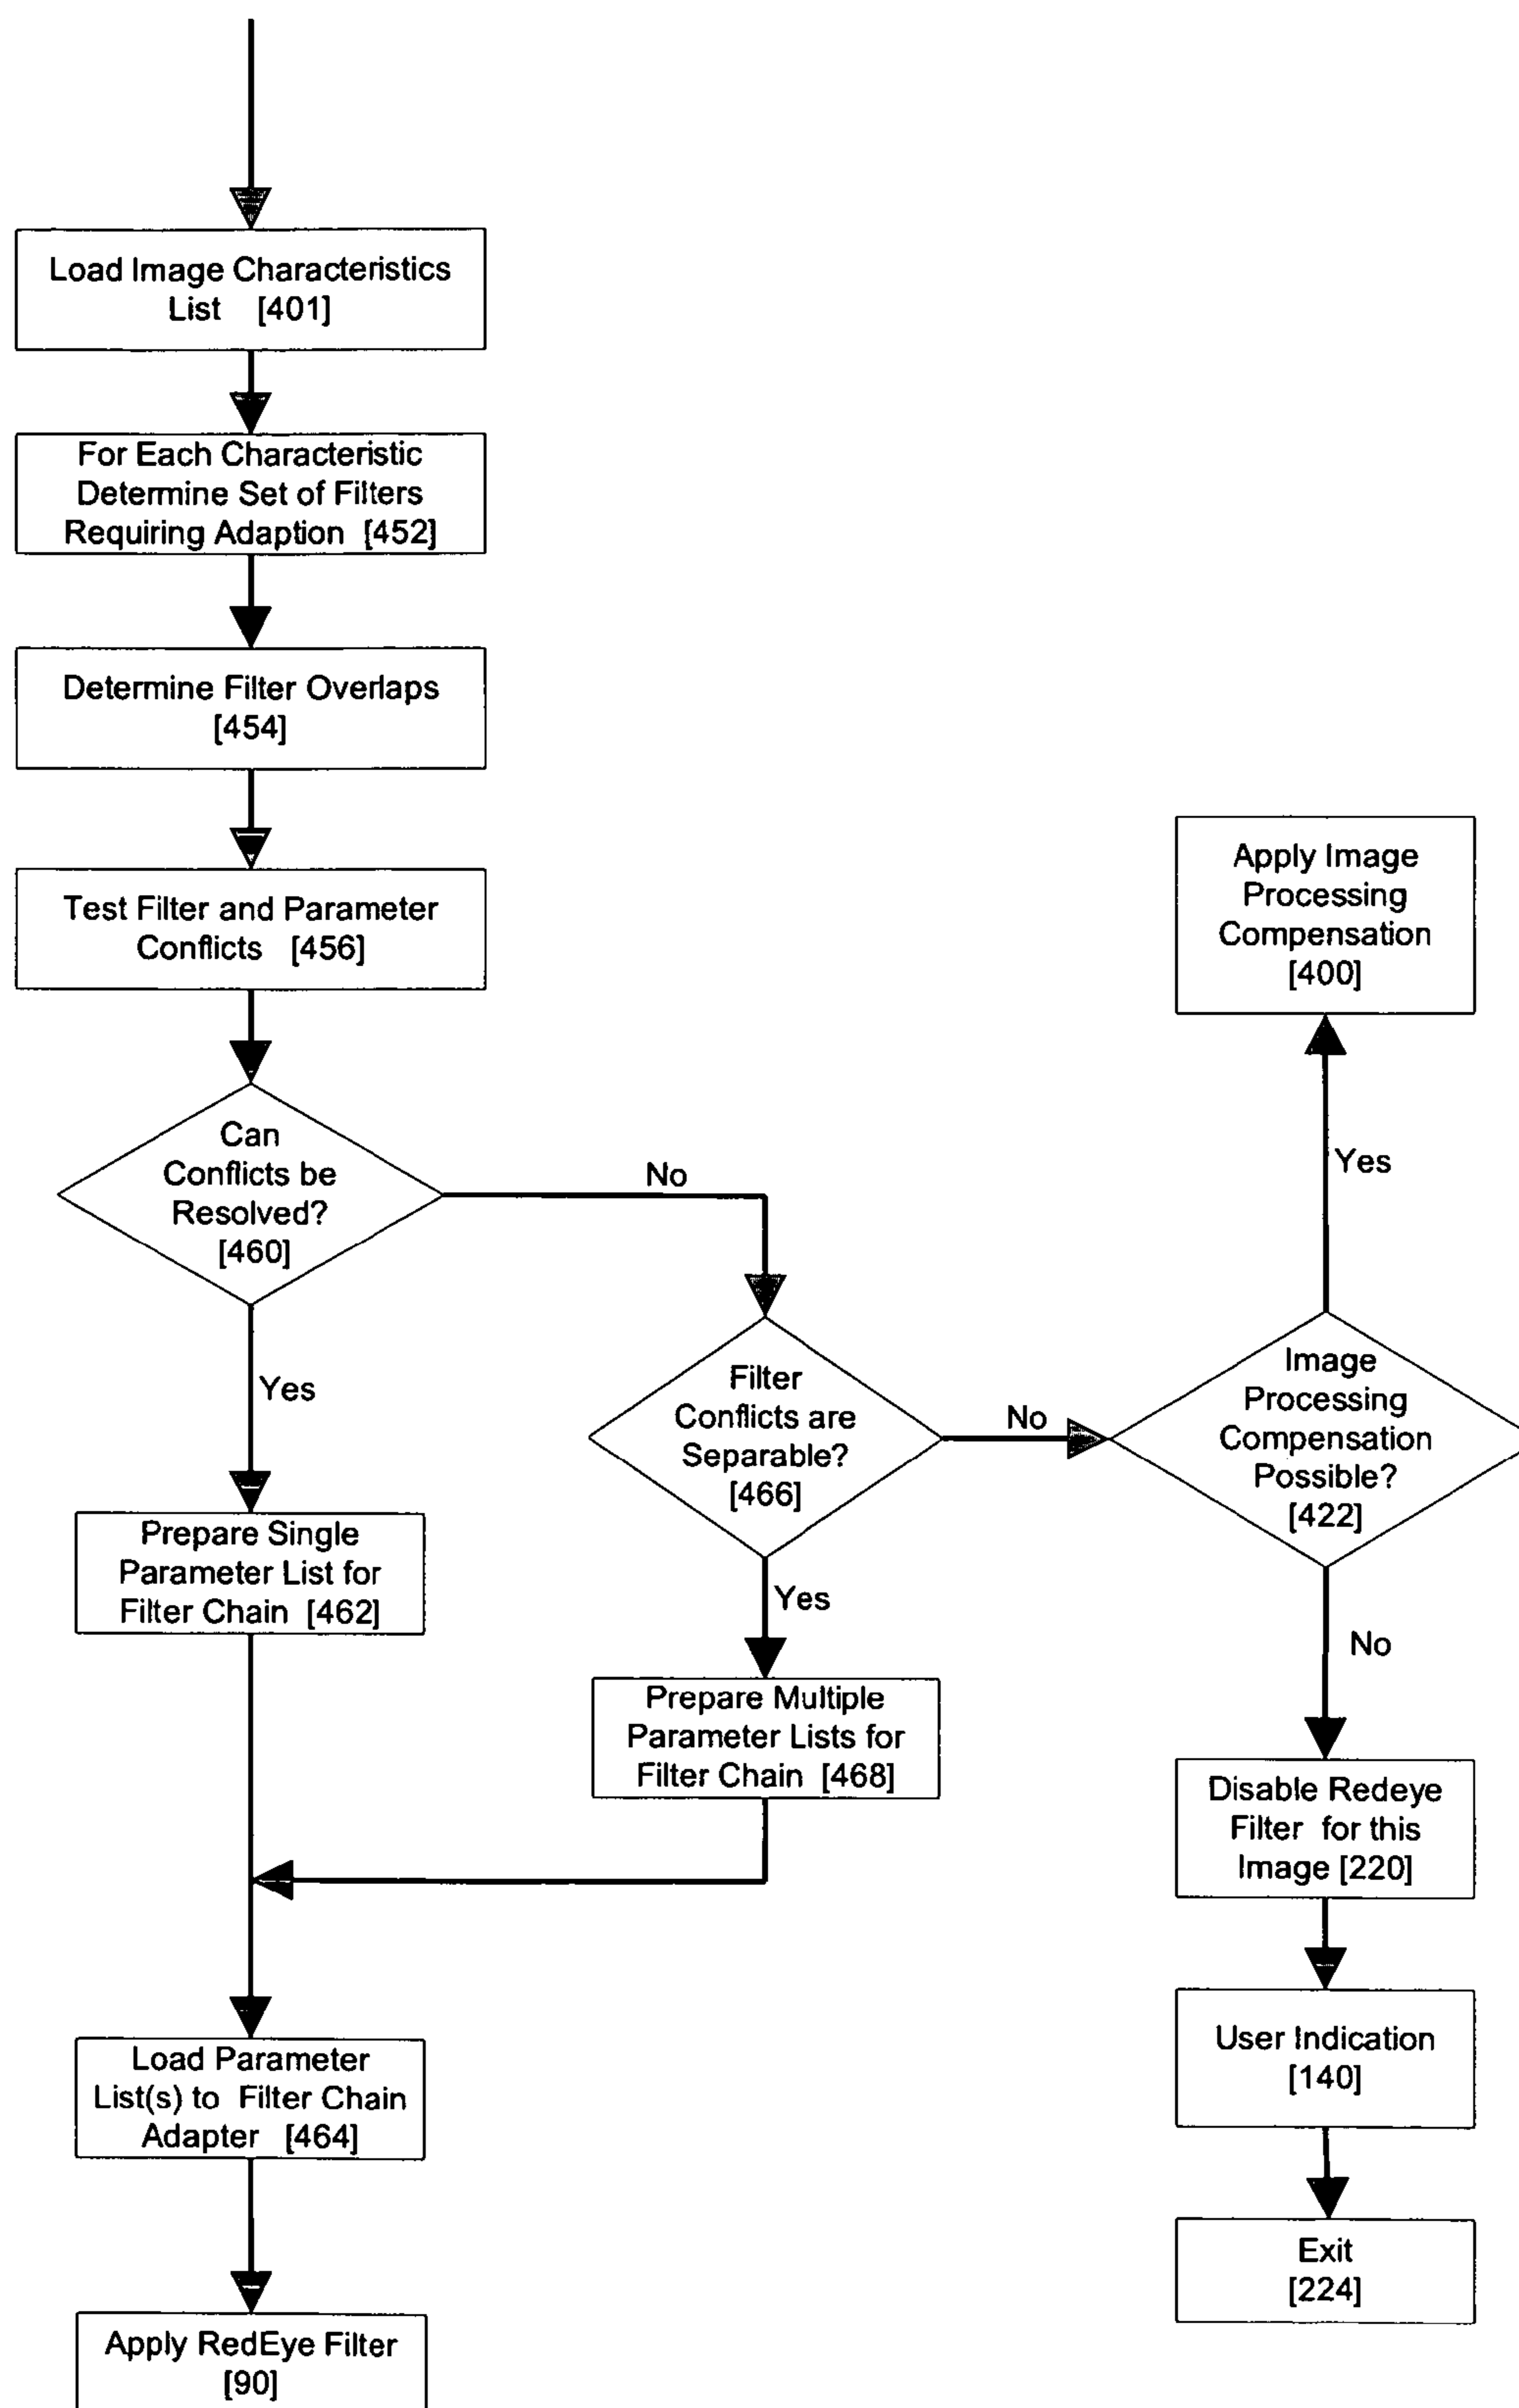 Load Image Characteristics
List [401]
For Each Characteristic
Determine Set of Filters
Requiring Adaption [452]
Determine Filter Overlaps
[454]
Test Filter and Parameter
Conflicts [456]
Can
Conflicts be
Resolved?
[460]
No
Yes
Filter
Conflicts are
Separable?
[466]
No
Yes
Image
Processing
Compensation
Possible?
[422]
Yes
No
Apply Image
Processing
Compensation
[400]
Prepare Single
Parameter List for
Filter Chain [462]
Prepare Multiple
Parameter Lists for
Filter Chain [468]
Disable Redeye
Filter for this
Image [220]
User Indication
[140]
Exit
[224]
Load Parameter
List(s) to Filter Chain
Adapter [464]
Apply RedEye Filter
[90]